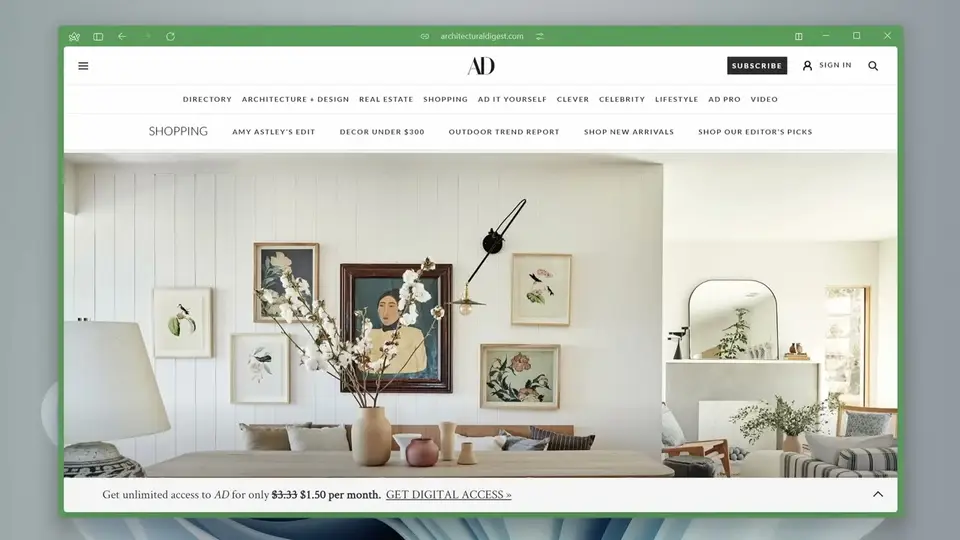 architecturaldigest.com
AD
SUBSCRIBE
SIGN IN
DIRECTORY ARCHITECTURE + DESIGN REAL ESTATE SHOPPING AD IT YOURSELF CLEVER CELEBRITY LIFESTYLE AD PRO VIDEO
SHOPPING AMY ASTLEY'S EDIT DECOR UNDER $300 OUTDOOR TREND REPORT SHOP NEW ARRIVALS SHOP OUR EDITOR'S PICKS
Get unlimited access to AD for only $3.33 $1.50 per month. GET DIGITAL ACCESS »